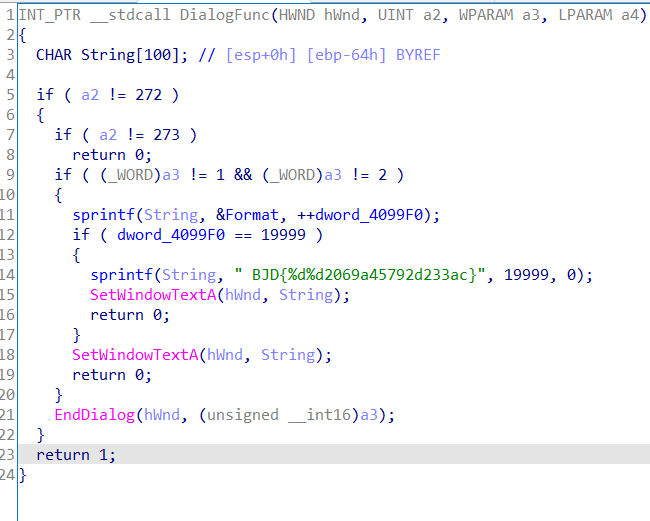 1 INT_PTR __stdcall DialogFunc(HWND hWnd, UINT a2, WPARAM a3, LPARAM a4)
2 {
3   CHAR String[100]; // [esp+0h] [ebp-64h] BYREF
4
5   if ( a2 != 272 )
6   {
7     if ( a2 != 273 )
8       return 0;
9     if ( (_WORD)a3 != 1 && (_WORD)a3 != 2 )
10     {
11       sprintf(String, &Format, ++dword_4099F0);
12       if ( dword_4099F0 == 19999 )
13       {
14         sprintf(String, " BJD{%d%d2069a45792d233ac}", 19999, 0);
15         SetWindowTextA(hWnd, String);
16         return 0;
17       }
18       SetWindowTextA(hWnd, String);
19       return 0;
20     }
21     EndDialog(hWnd, (unsigned __int16)a3);
22   }
23   return 1;
24 }